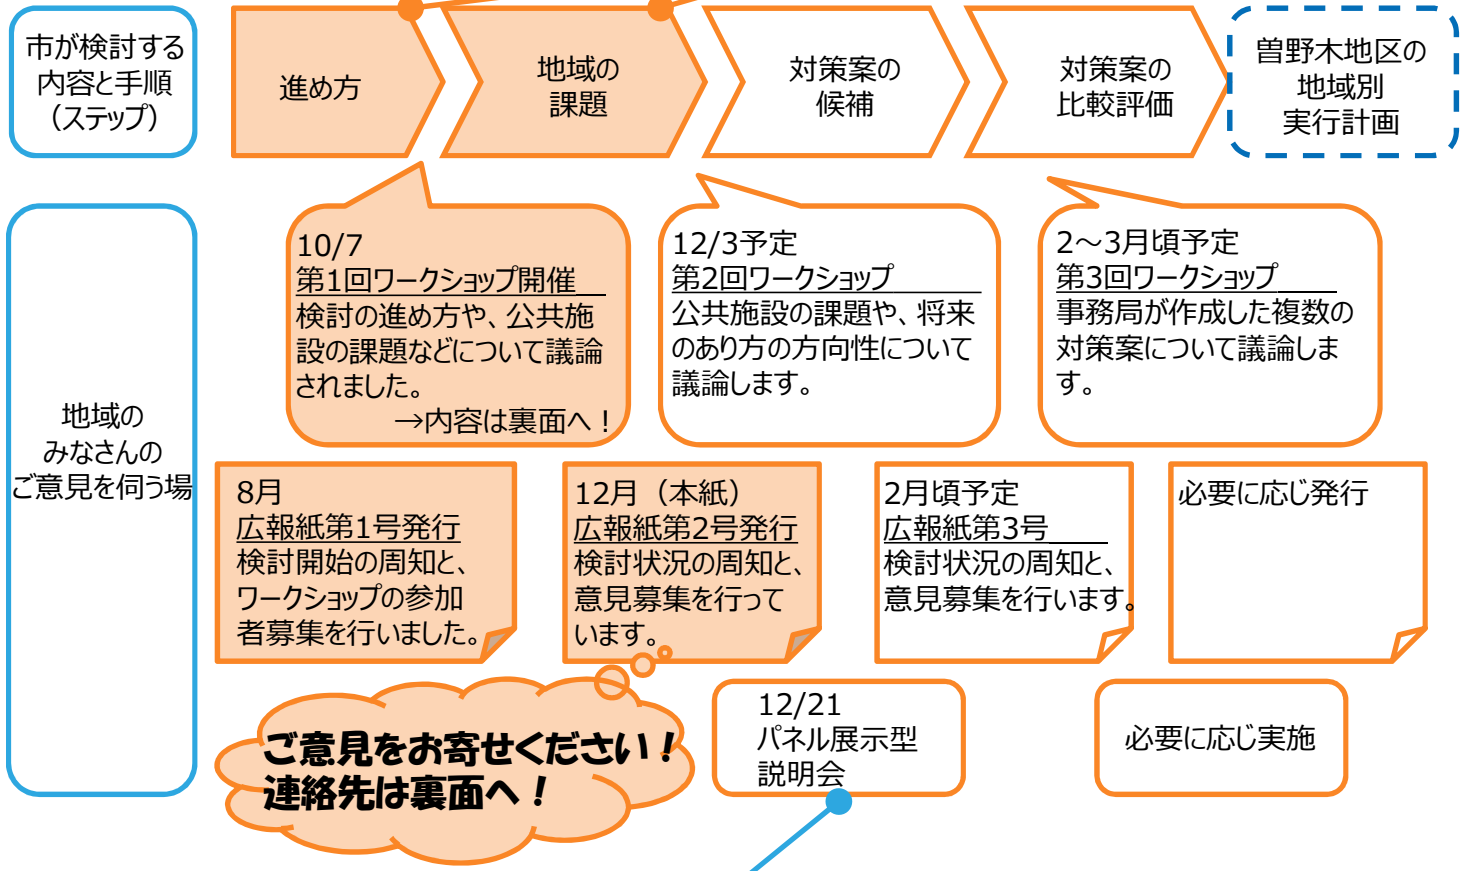 市が検討する
内容と手順
（ステップ）
進め方
地域の
課題
対策案の
候補
対策案の
比較評価
曽野木地区の
地域別
実行計画
地域の
みなさんの
ご意見を伺う場
10/7
第1回ワークショップ開催
検討の進め方や、公共施
設の課題などについて議論
されました。
→内容は裏面へ！
12/3予定
第2回ワークショップ
公共施設の課題や、将来
のあり方の方向性について
議論します。
2～3月頃予定
第3回ワークショップ
事務局が作成した複数の
対策案について議論しま
す。
8月
広報紙第1号発行
検討開始の周知と、
ワークショップの参加
者募集を行いました。
12月（本紙）
広報紙第2号発行
検討状況の周知と、
意見募集を行って
います。
2月頃予定
広報紙第3号
検討状況の周知と、
意見募集を行います。
必要に応じ発行
ご意見をお寄せください！
連絡先は裏面へ！
12/21
パネル展示型
説明会
必要に応じ実施